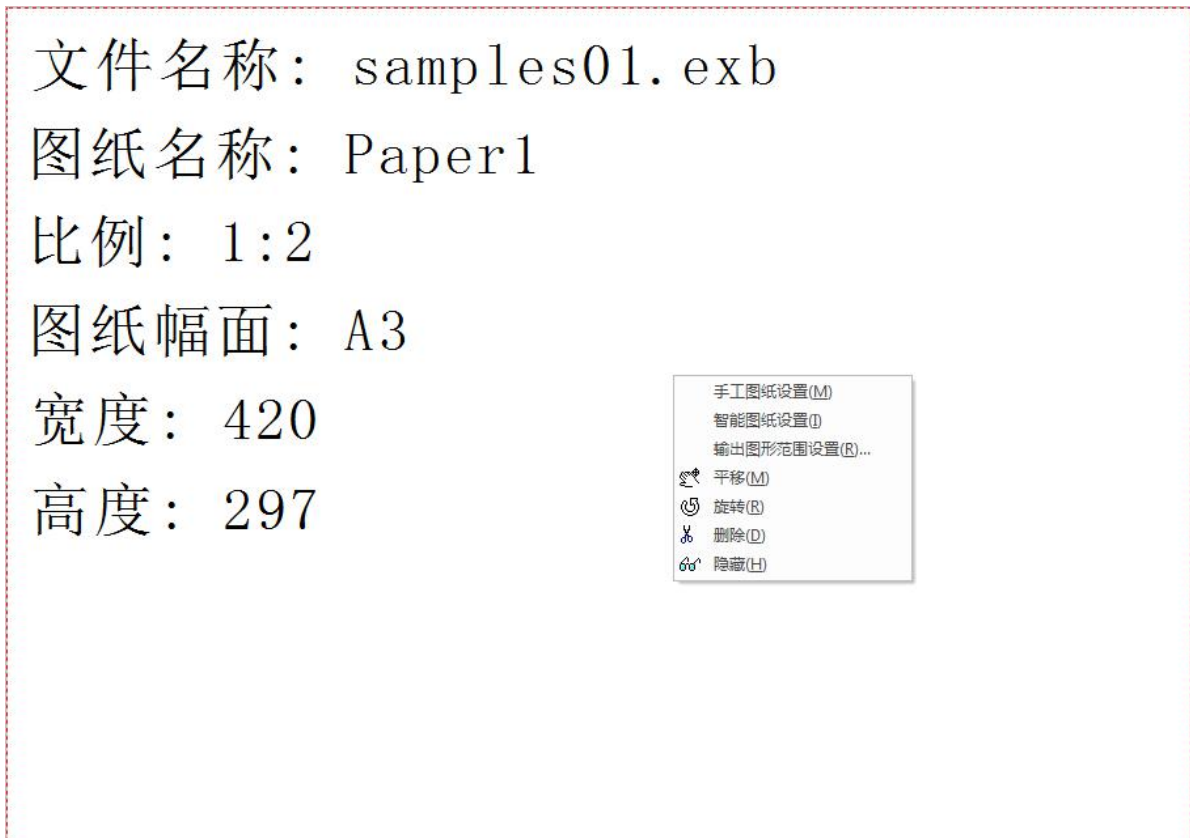 文件名称: samples01.exb
图纸名称: Paper1
比例: 1:2
图纸幅面: A3
宽度: 420
高度: 297
手工图纸设置(M)
智能图纸设置(I)
输出图形范围设置(R)...
平移(M)
旋转(R)
删除(D)
隐藏(H)